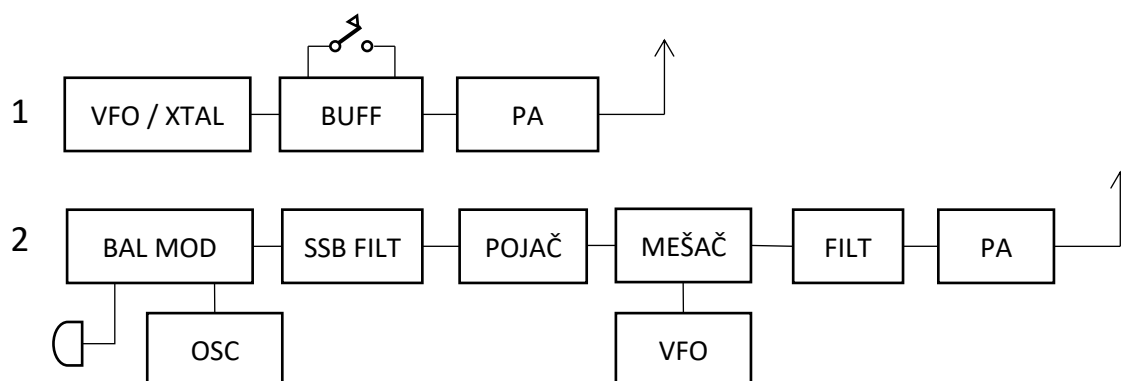 1 VFO / XTAL BUFF PA
2 BAL MOD SSB FILT POJAČ MEŠAČ FILT PA
OSC VFO